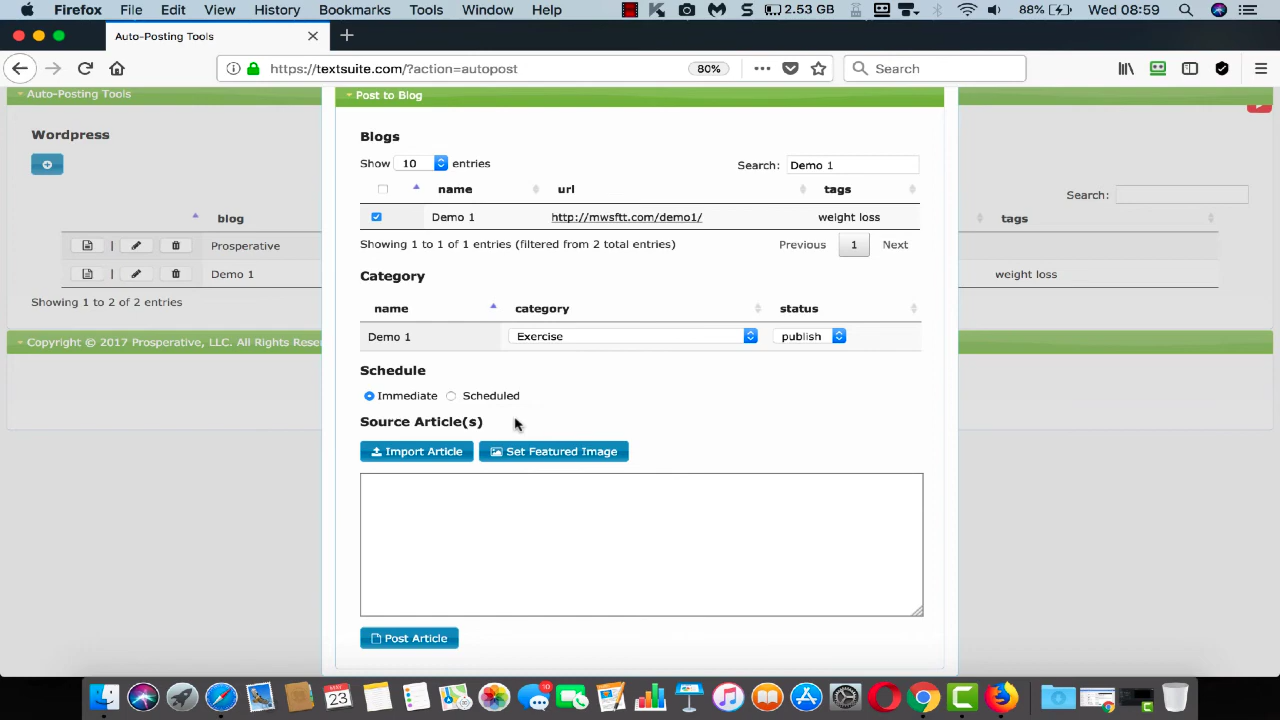 Firefox File Edit View History Bookmarks Tools Window Help 2.53 GB 88% Wed 08:59
Auto-Posting Tools
https://textsuite.com/?action=autopost 80% Search
Auto-Posting Tools
Wordpress
Search:
blog tags
Prosperative
Demo 1 weight loss
Showing 1 to 2 of 2 entries
Copyright © 2017 Prosperative, LLC. All Rights Rese
Post to Blog
Blogs
Show 10 entries Search: Demo 1
name url tags
Demo 1 http://mwsftt.com/demo1/ weight loss
Showing 1 to 1 of 1 entries (filtered from 2 total entries) Previous 1 Next
Category
name category status
Demo 1 Exercise publish
Schedule
Immediate Scheduled
Source Article(s)
Import Article Set Featured Image
Post Article
MAY
23